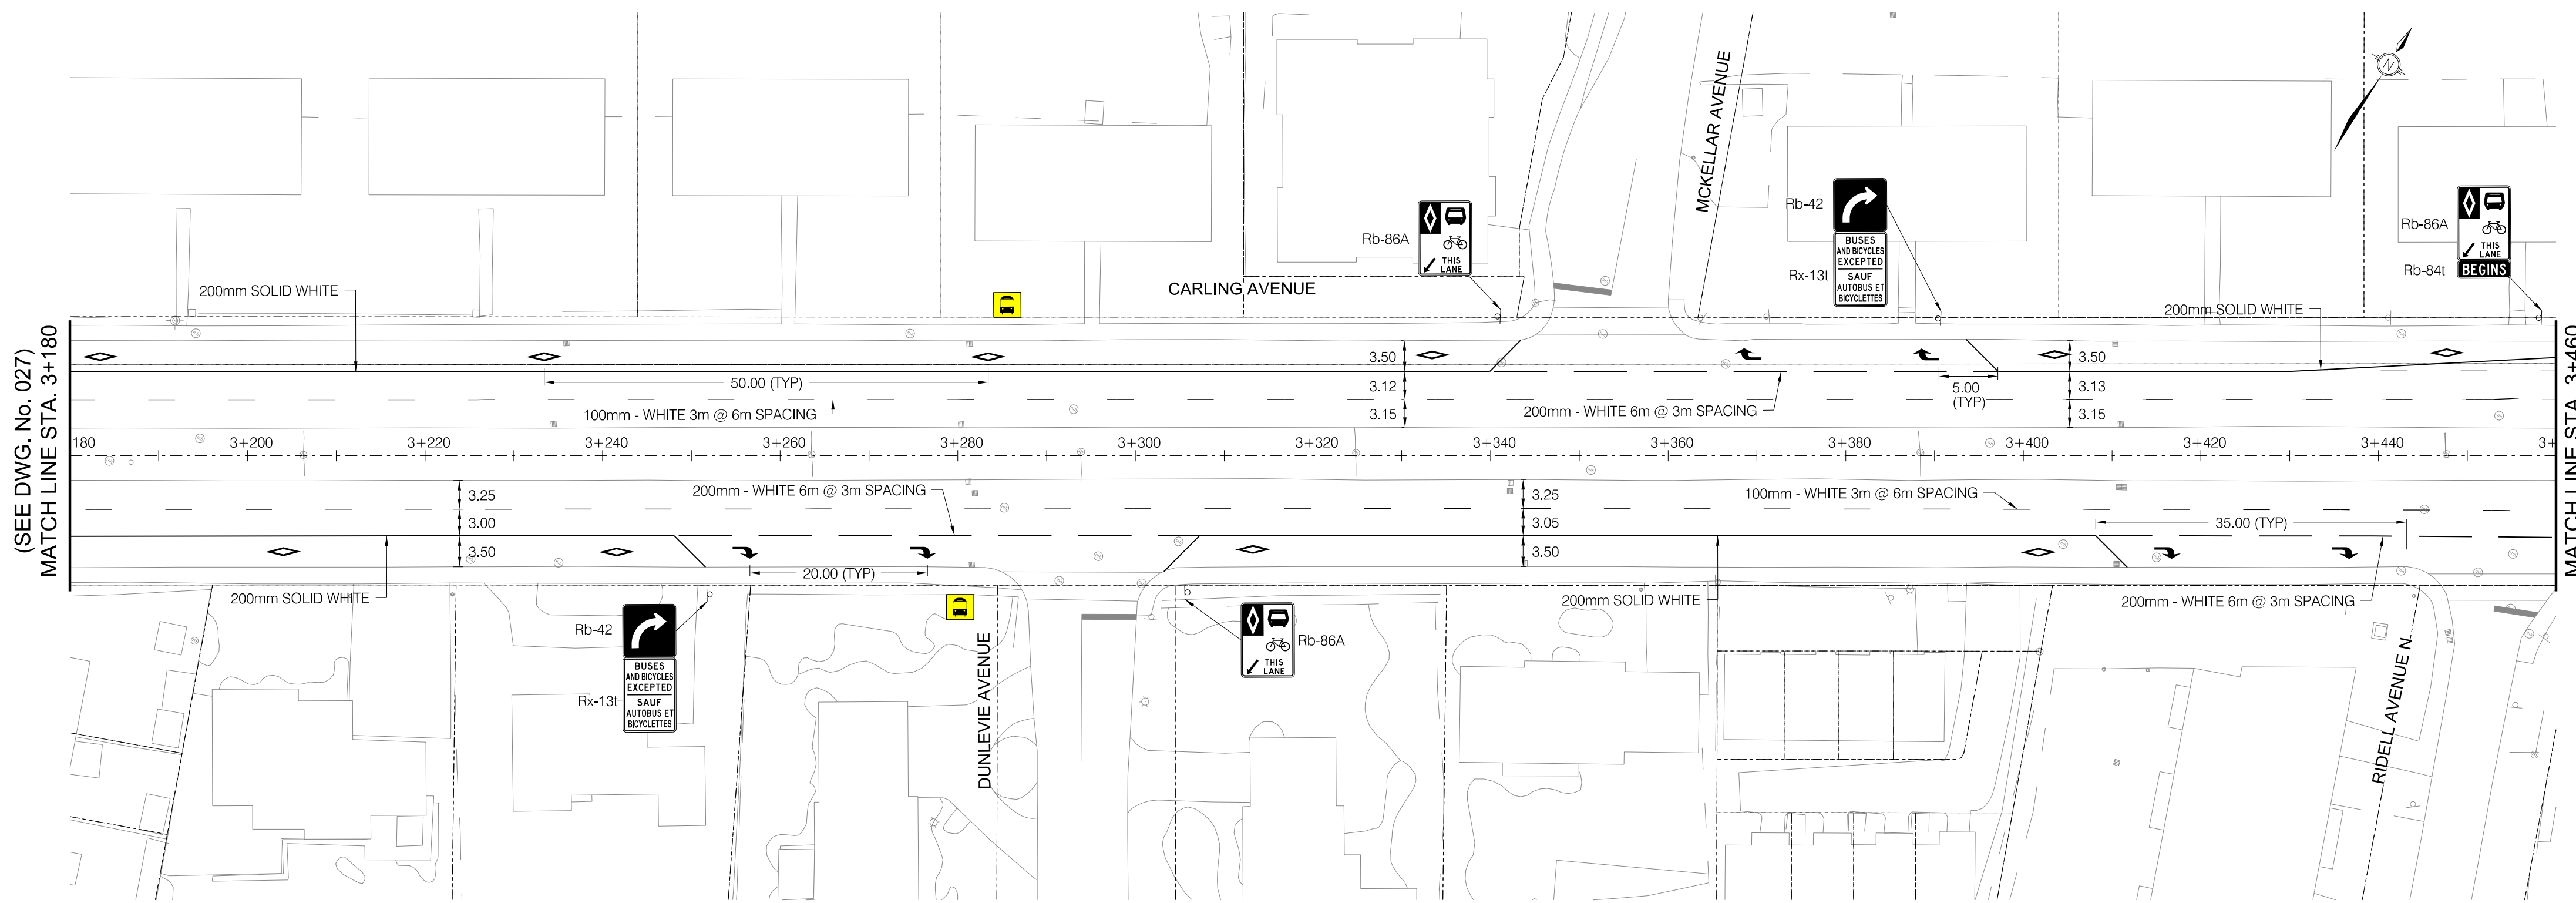 (SEE DWG. No. 027)
MATCH LINE STA. 3+180
MATCH LINE STA. 3+460
N
MCKELLAR AVENUE
CARLING AVENUE
Rb-86A
THIS
LANE
Rb-42
Rx-13t
BUSES
AND BICYCLES
EXCEPTED
SAUF
AUTOBUS ET
BICYCLETTES
Rb-86A
THIS
LANE
Rb-84t
BEGINS
200mm SOLID WHITE
200mm SOLID WHITE
3.50
3.12
3.15
50.00 (TYP)
100mm - WHITE 3m @ 6m SPACING
200mm - WHITE 6m @ 3m SPACING
5.00
(TYP)
3.50
3.13
3.15
180
3+200
3+220
3+240
3+260
3+280
3+300
3+320
3+340
3+360
3+380
3+400
3+420
3+440
3+
3.25
3.00
3.50
200mm - WHITE 6m @ 3m SPACING
3.25
3.05
3.50
100mm - WHITE 3m @ 6m SPACING
35.00 (TYP)
20.00 (TYP)
200mm SOLID WHITE
200mm SOLID WHITE
200mm - WHITE 6m @ 3m SPACING
Rb-42
Rx-13t
BUSES
AND BICYCLES
EXCEPTED
SAUF
AUTOBUS ET
BICYCLETTES
DUNLEVIE AVENUE
Rb-86A
THIS
LANE
RIDELL AVENUE N